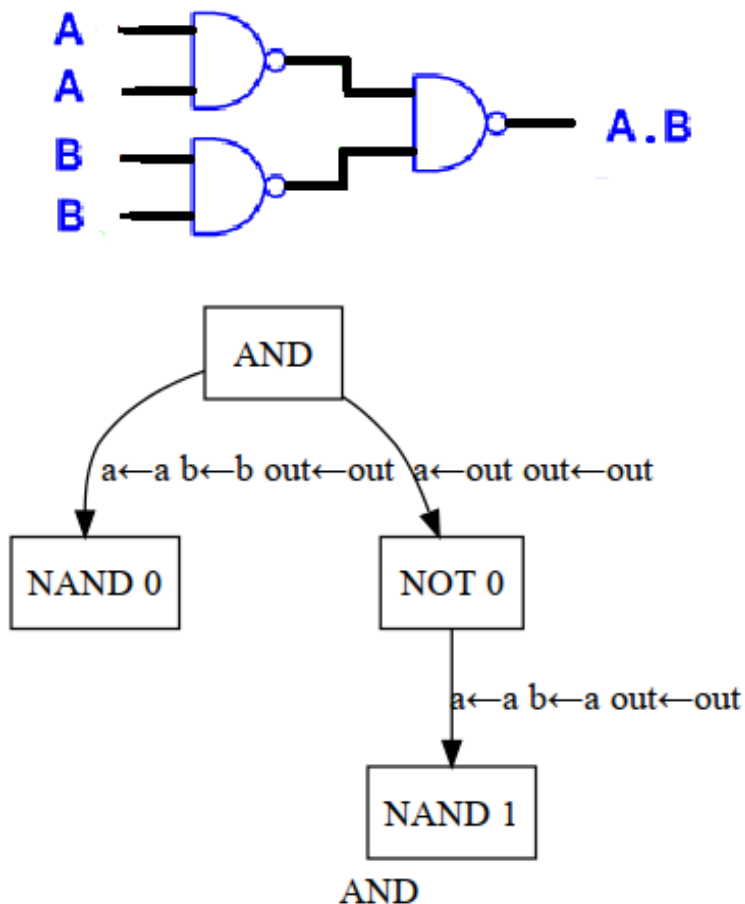 A
A
A.B
B
B
AND
a←a b←b out←out
a←out out←out
NAND 0
NOT 0
a←a b←a out←out
NAND 1
AND